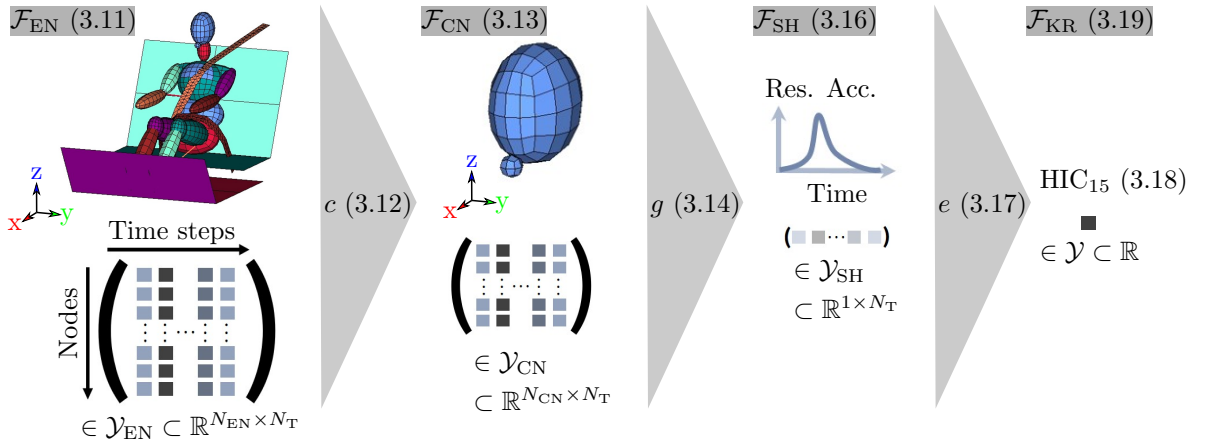 𝓕_EN (3.11)
z
y
x
Time steps
Nodes
∈ 𝒴_EN ⊂ ℝ^{N_EN × N_T}
c (3.12)
𝓕_CN (3.13)
z
y
x
∈ 𝒴_CN
⊂ ℝ^{N_CN × N_T}
g (3.14)
𝓕_SH (3.16)
Res. Acc.
Time
∈ 𝒴_SH
⊂ ℝ^{1 × N_T}
e (3.17)
𝓕_KR (3.19)
HIC_15 (3.18)
∈ 𝒴 ⊂ ℝ